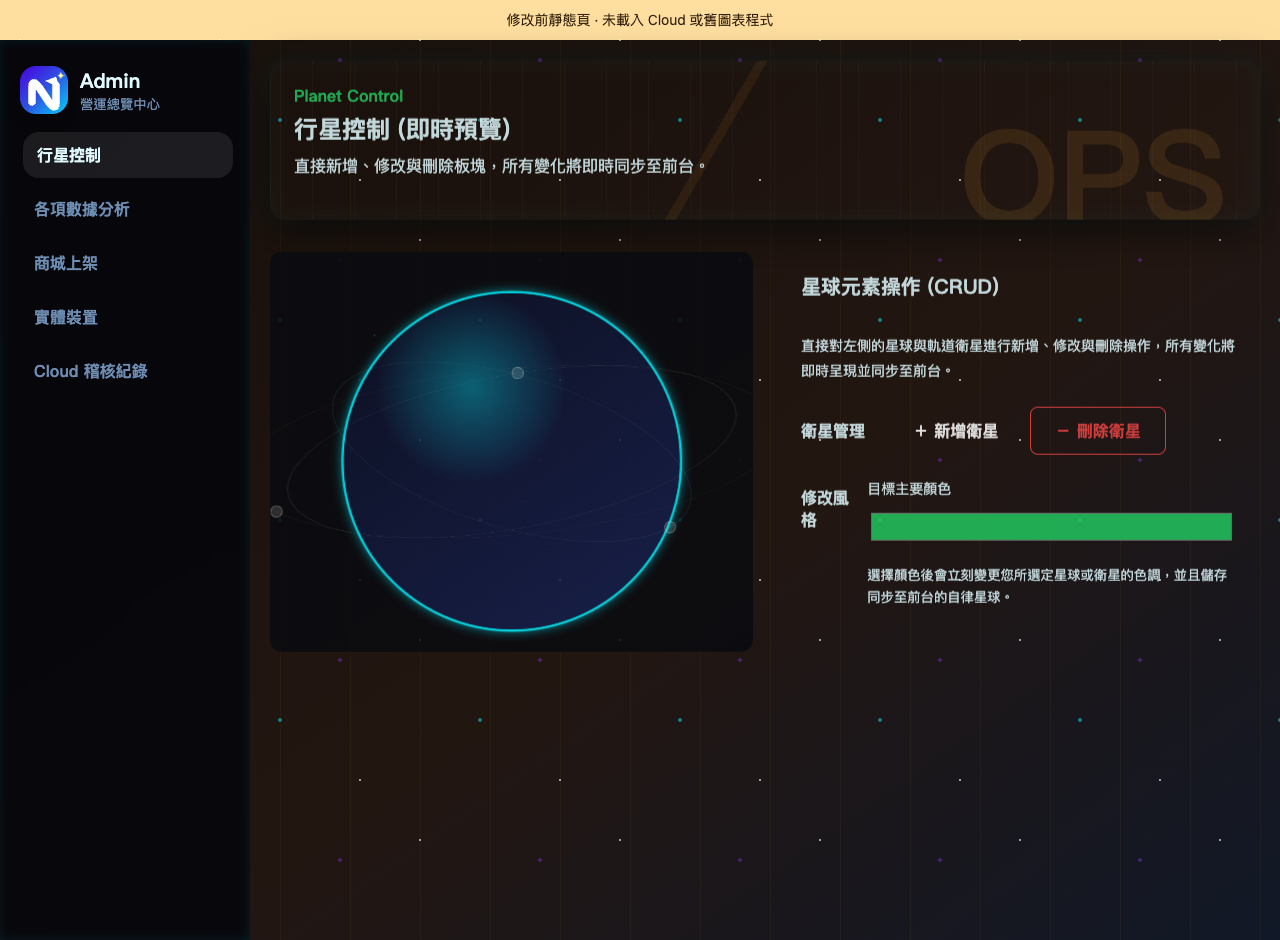 修改前靜態頁 · 未載入 Cloud 或舊圖表程式
Admin
營運總覽中心
行星控制
各項數據分析
商城上架
實體裝置
Cloud 稽核紀錄
Planet Control
行星控制 (即時預覽)
直接新增、修改與刪除板塊，所有變化將即時同步至前台。
OPS
星球元素操作 (CRUD)
直接對左側的星球與軌道衛星進行新增、修改與刪除操作，所有變化將
即時呈現並同步至前台。
衛星管理
＋ 新增衛星
－ 刪除衛星
修改風
格
目標主要顏色
選擇顏色後會立刻變更您所選定星球或衛星的色調，並且儲存
同步至前台的自律星球。